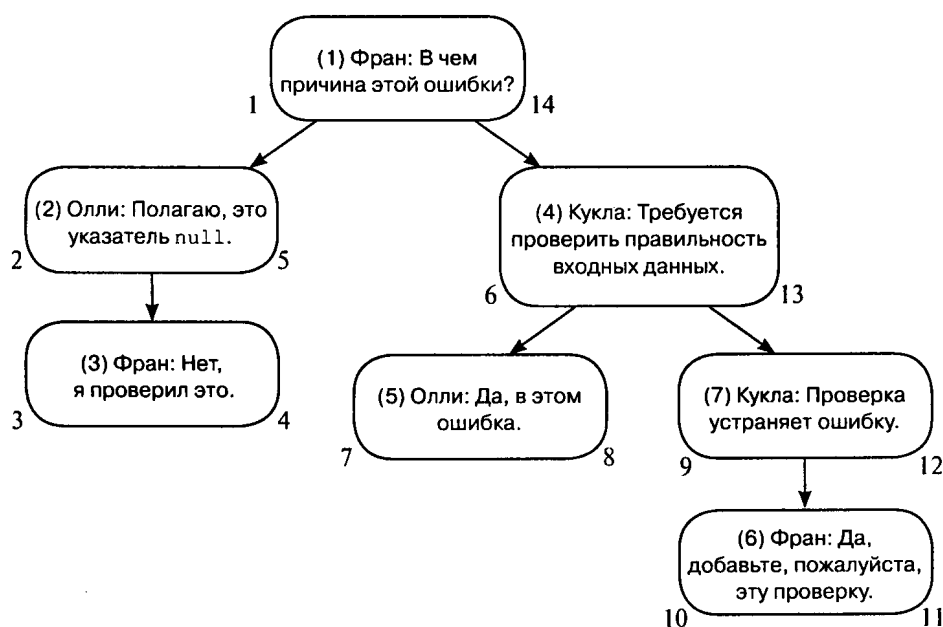 (1) Фран: В чем
причина этой ошибки?
1
14
(2) Олли: Полагаю, это
указатель null.
2
5
(4) Кукла: Требуется
проверить правильность
входных данных.
6
13
(3) Фран: Нет,
я проверил это.
3
4
(5) Олли: Да, в этом
ошибка.
7
8
(7) Кукла: Проверка
устраняет ошибку.
9
12
(6) Фран: Да,
добавьте, пожалуйста,
эту проверку.
10
11